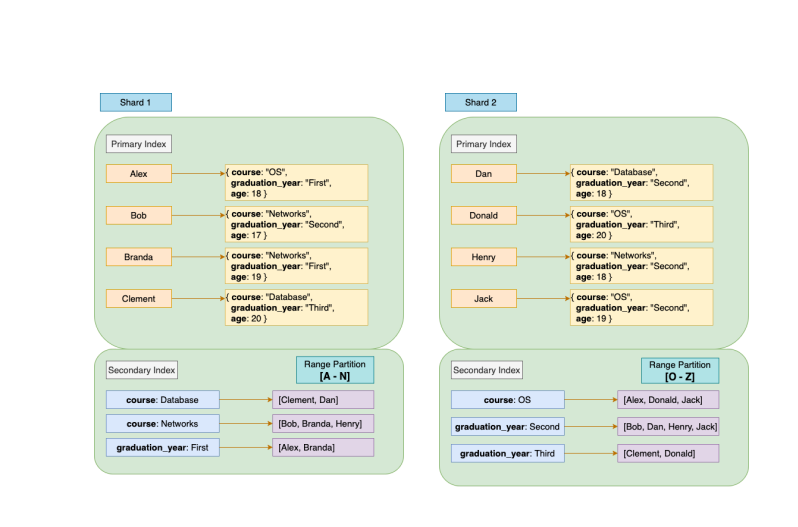 Shard 1
Primary Index
Alex
{ course: "OS",
graduation_year: "First",
age: 18 }
Bob
{ course: "Networks",
graduation_year: "Second",
age: 17 }
Branda
{ course: "Networks",
graduation_year: "First",
age: 19 }
Clement
{ course: "Database",
graduation_year: "Third",
age: 20 }
Secondary Index
Range Partition
[A - N]
course: Database
[Clement, Dan]
course: Networks
[Bob, Branda, Henry]
graduation_year: First
[Alex, Branda]
Shard 2
Primary Index
Dan
{ course: "Database",
graduation_year: "Second",
age: 18 }
Donald
{ course: "OS",
graduation_year: "Third",
age: 20 }
Henry
{ course: "Networks",
graduation_year: "Second",
age: 18 }
Jack
{ course: "OS",
graduation_year: "Second",
age: 19 }
Secondary Index
Range Partition
[O - Z]
course: OS
[Alex, Donald, Jack]
graduation_year: Second
[Bob, Dan, Henry, Jack]
graduation_year: Third
[Clement, Donald]